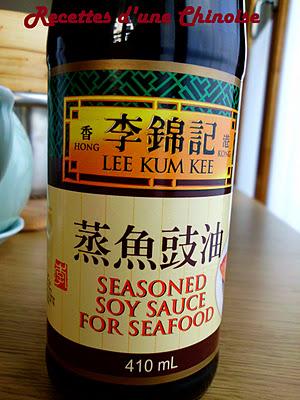 Recettes d'une Chinoise
香 李錦記 港
HONG KONG
LEE KUM KEE
蒸魚豉油
SEASONED
SOY SAUCE
FOR SEAFOOD
410 mL